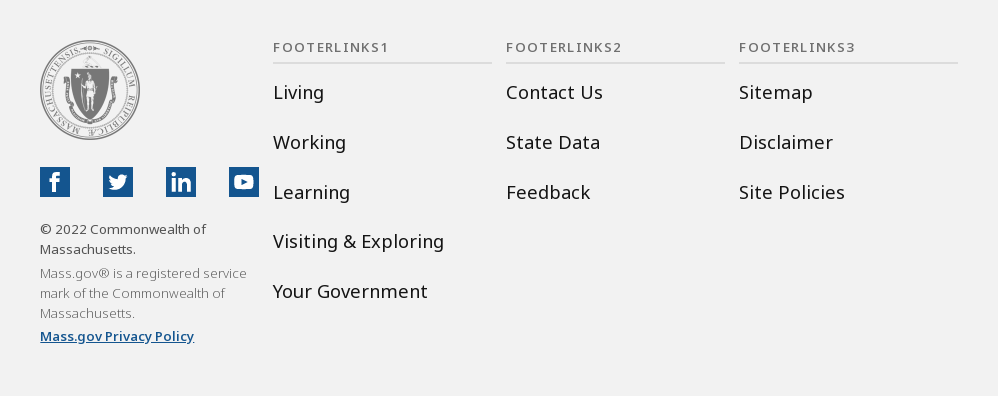 SIGILLUM REIPUBLICÆ MASSACHUSETTENSIS
© 2022 Commonwealth of
Massachusetts.
Mass.gov® is a registered service
mark of the Commonwealth of
Massachusetts.
Mass.gov Privacy Policy
FOOTERLINKS1
Living
Working
Learning
Visiting & Exploring
Your Government
FOOTERLINKS2
Contact Us
State Data
Feedback
FOOTERLINKS3
Sitemap
Disclaimer
Site Policies